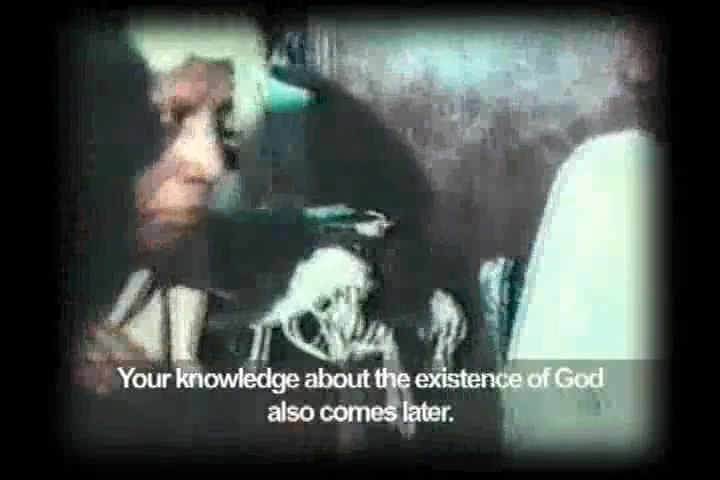 Your knowledge about the existence of God
also comes later.